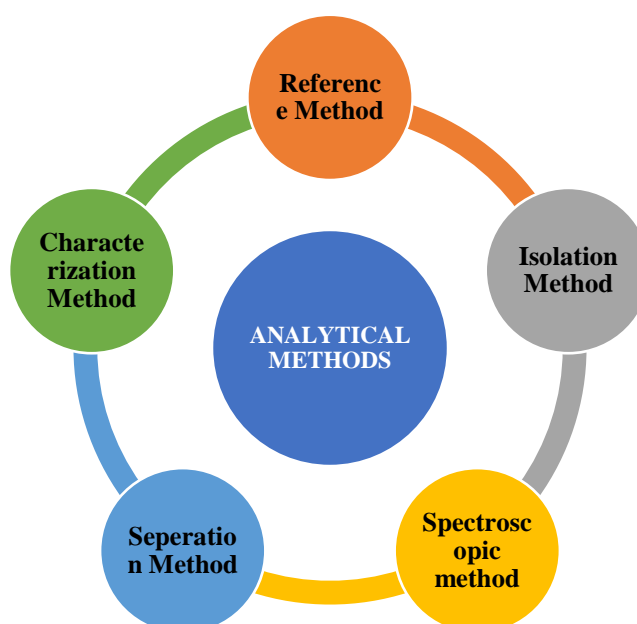 Referenc
e Method
Characte
rization
Method
Isolation
Method
ANALYTICAL
METHODS
Seperatio
n Method
Spectrosc
opic
method